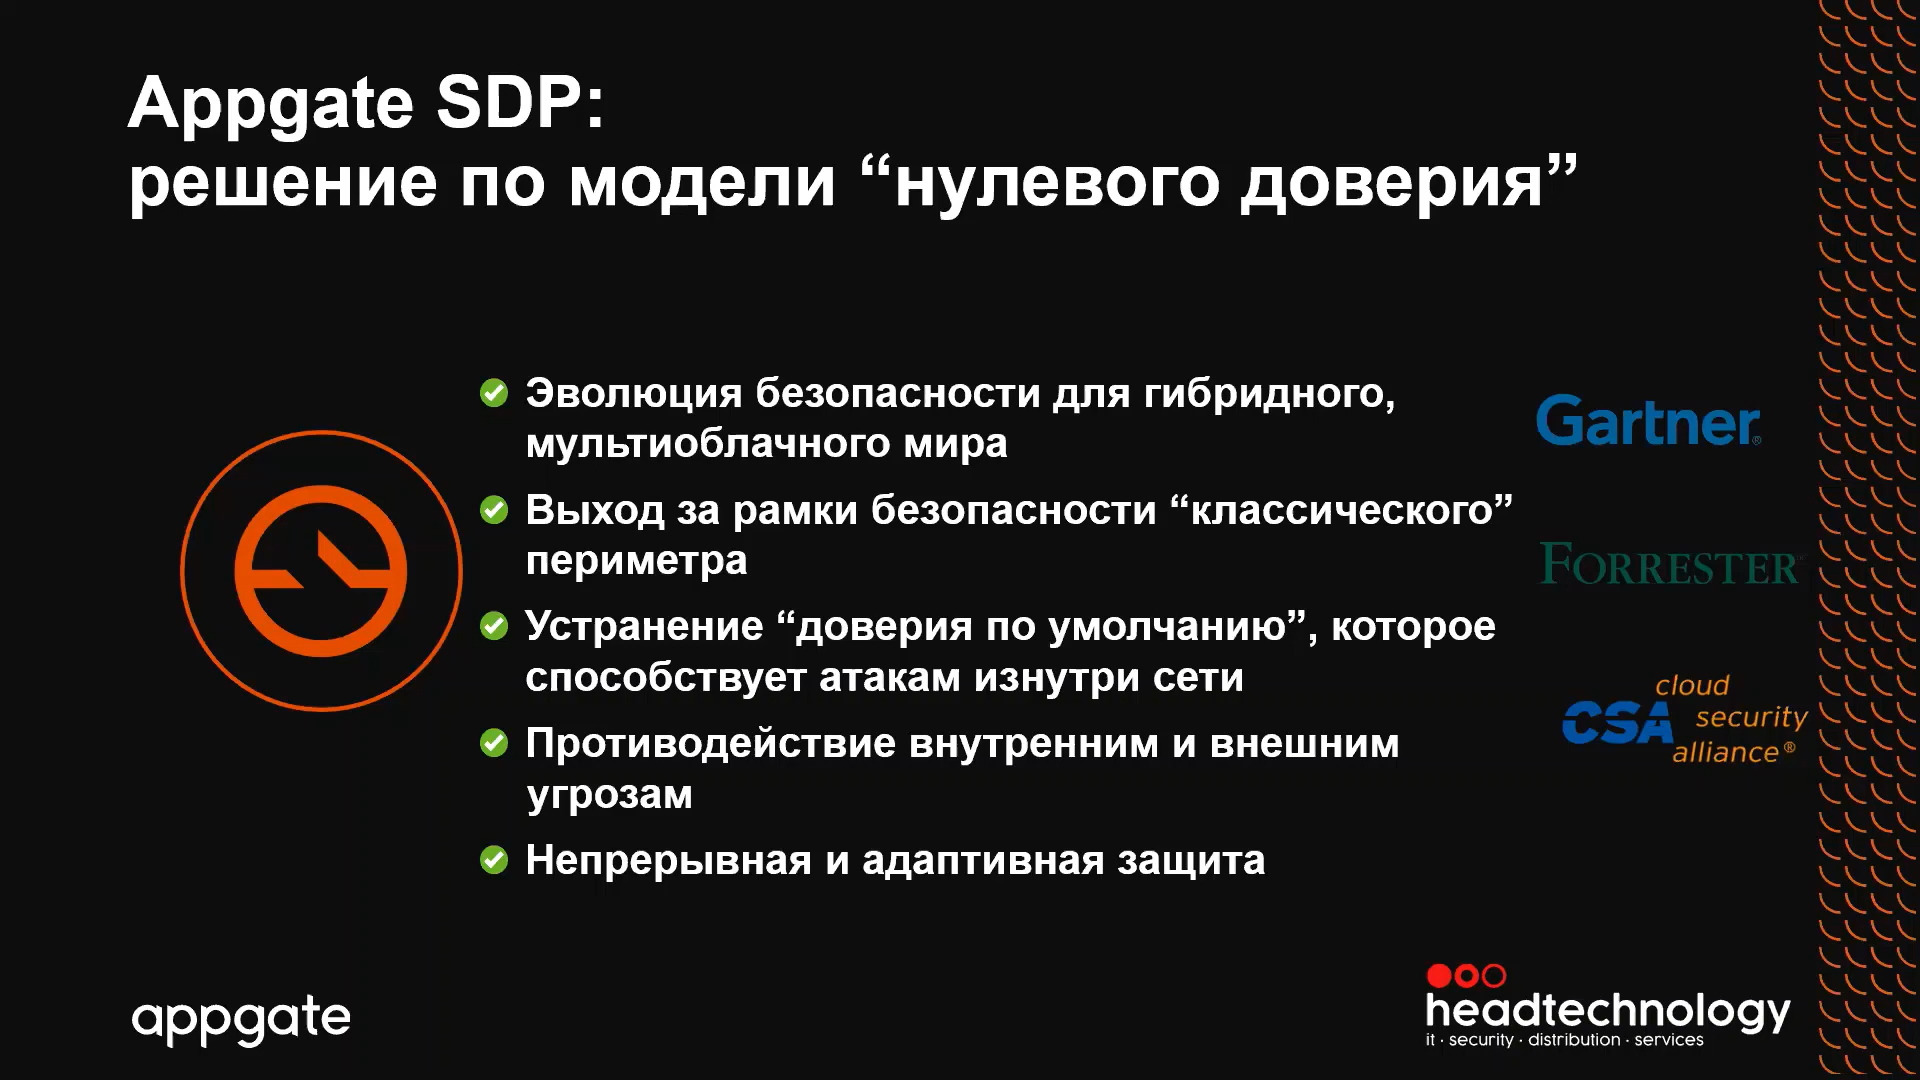 Appgate SDP:
решение по модели “нулевого доверия”
Эволюция безопасности для гибридного,
мультиоблачного мира
Выход за рамки безопасности “классического”
периметра
Устранение “доверия по умолчанию”, которое
способствует атакам изнутри сети
Противодействие внутренним и внешним
угрозам
Непрерывная и адаптивная защита
Gartner®
FORRESTER
CSA cloud
security
alliance®
appgate
headtechnology
it · security · distribution · services